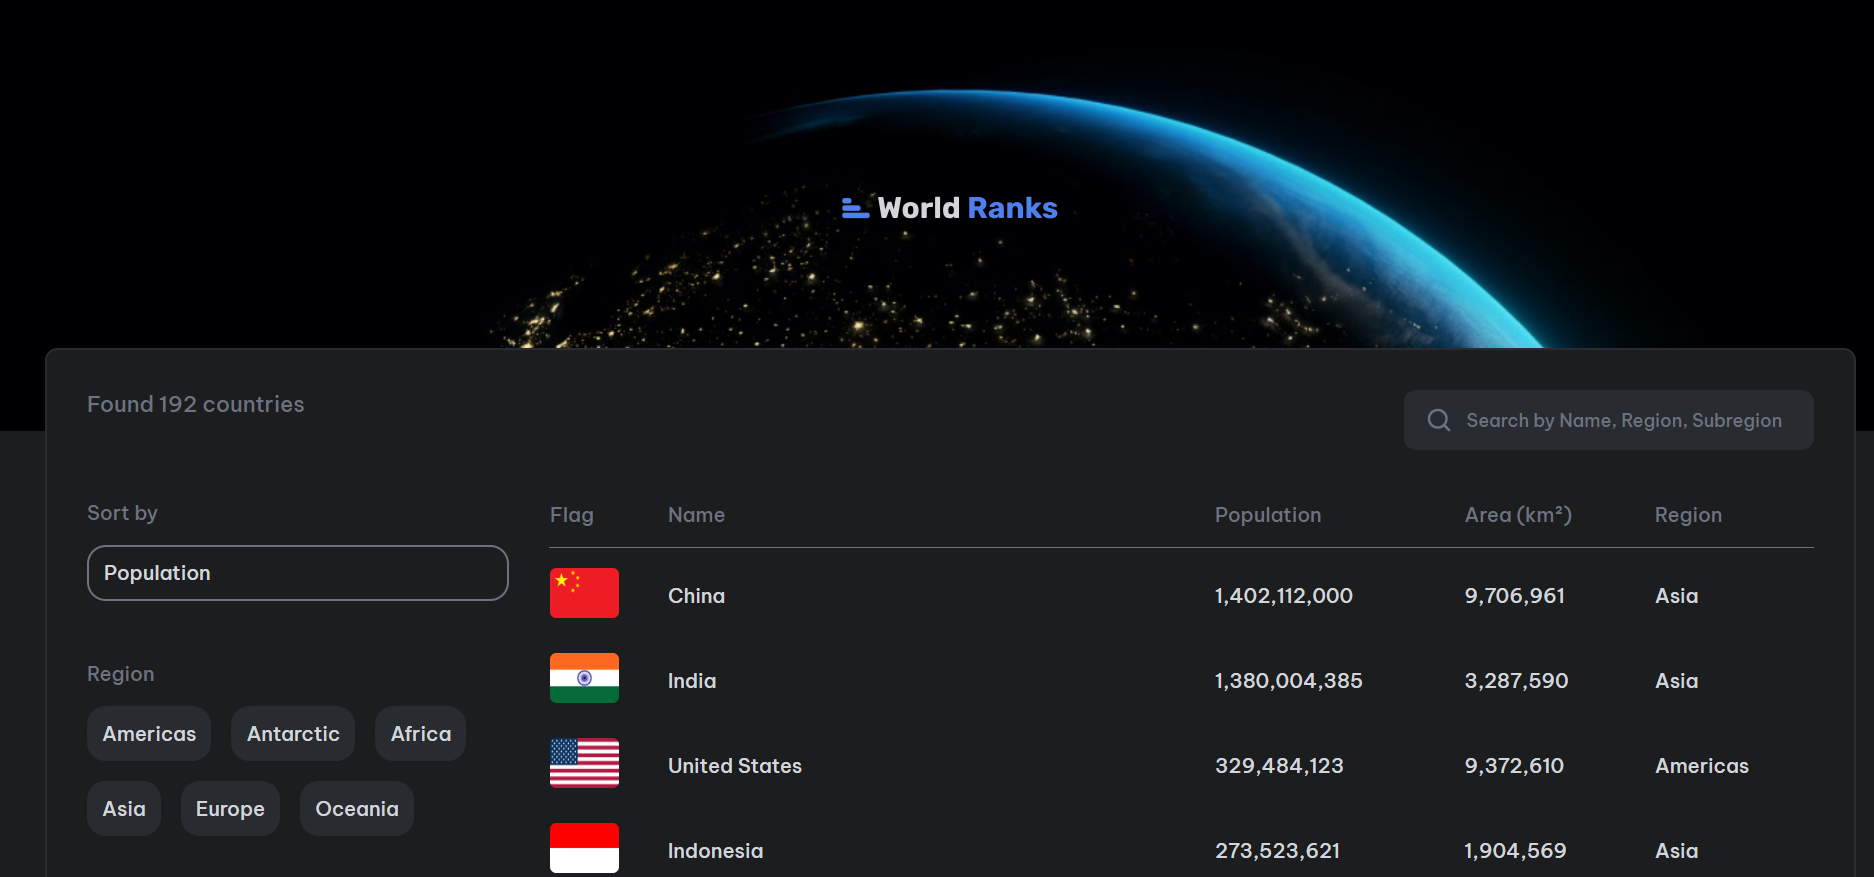 World Ranks
Found 192 countries
Search by Name, Region, Subregion
Sort by
Population
Region
Americas Antarctic Africa
Asia Europe Oceania
Flag Name Population Area (km²) Region
China 1,402,112,000 9,706,961 Asia
India 1,380,004,385 3,287,590 Asia
United States 329,484,123 9,372,610 Americas
Indonesia 273,523,621 1,904,569 Asia